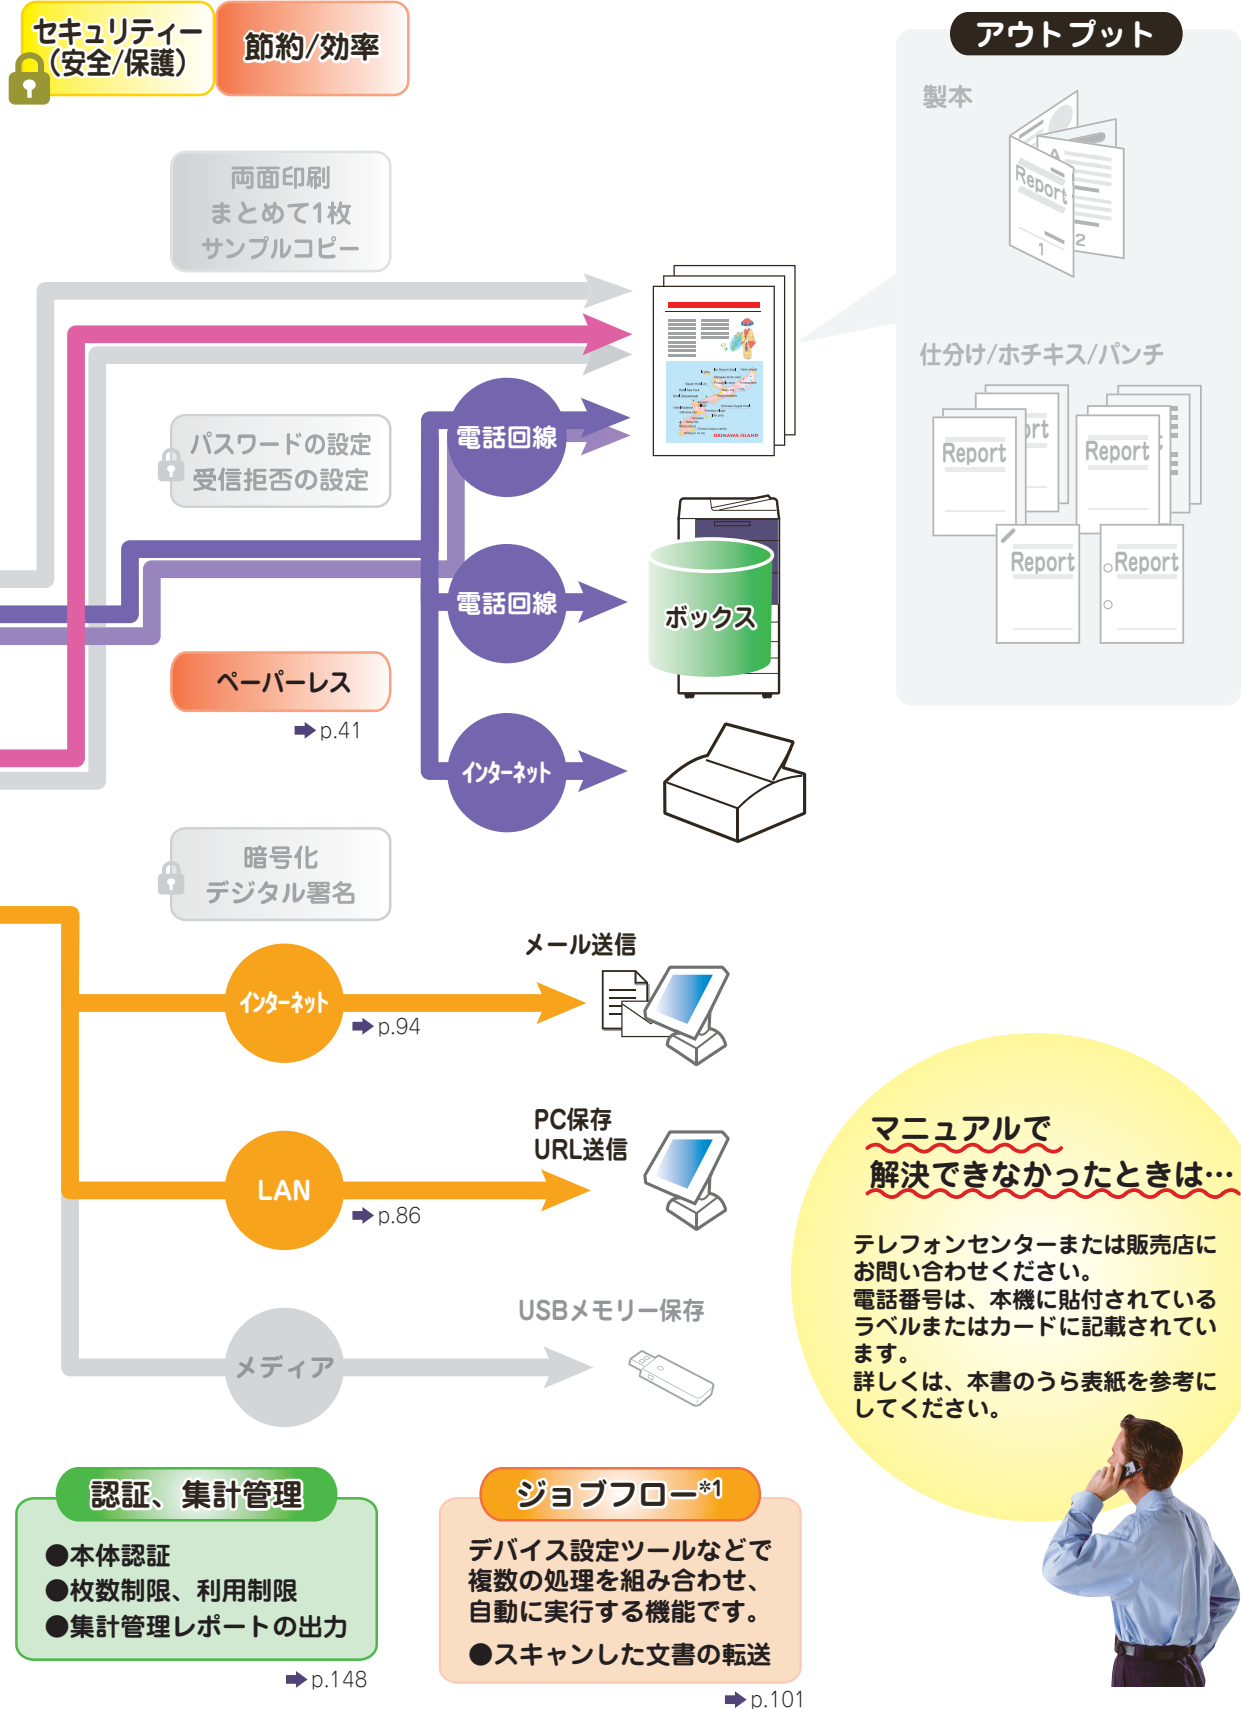 セキュリティー
(安全/保護)
節約/効率
アウトプット
製本
Report
1
2
両面印刷
まとめて1枚
サンプルコピー
仕分け/ホチキス/パンチ
Report
Report
Report
Report
OKINAWA ISLAND
パスワードの設定
受信拒否の設定
電話回線
電話回線
ボックス
ペーパーレス
p.41
インターネット
暗号化
デジタル署名
メール送信
インターネット
p.94
PC保存
URL送信
LAN
p.86
USBメモリー保存
メディア
マニュアルで
解決できなかったときは…
テレフォンセンターまたは販売店に
お問い合わせください。
電話番号は、本機に貼付されている
ラベルまたはカードに記載されてい
ます。
詳しくは、本書のうら表紙を参考に
してください。
認証、集計管理
●本体認証
●枚数制限、利用制限
●集計管理レポートの出力
p.148
ジョブフロー*1
デバイス設定ツールなどで
複数の処理を組み合わせ、
自動に実行する機能です。
●スキャンした文書の転送
p.101